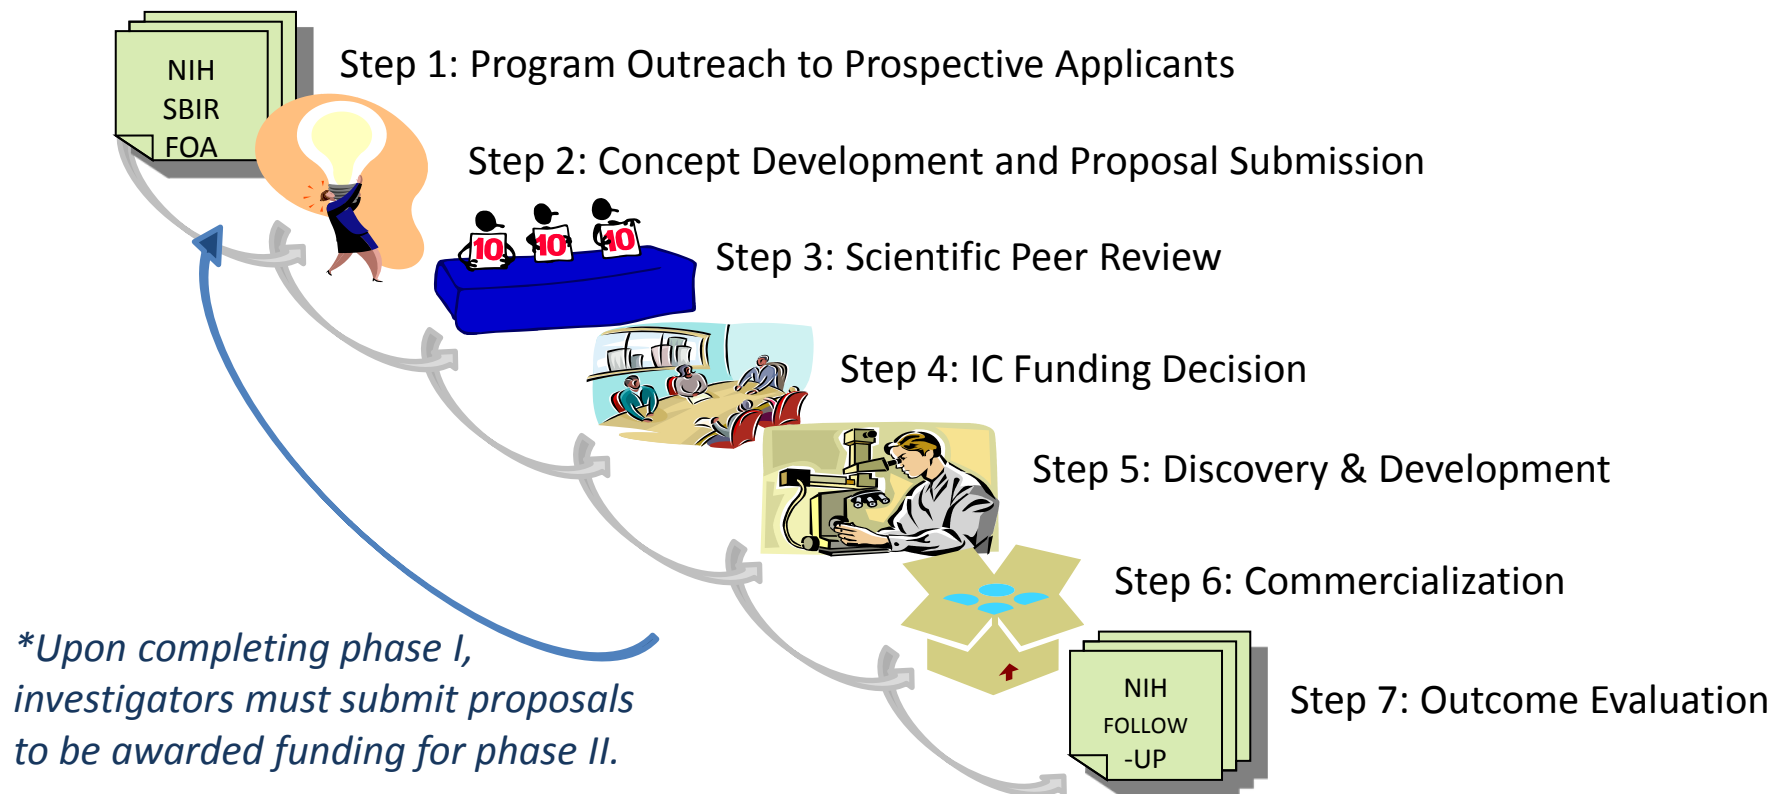 NIH
SBIR
FOA
Step 1: Program Outreach to Prospective Applicants
Step 2: Concept Development and Proposal Submission
10
10
10
Step 3: Scientific Peer Review
Step 4: IC Funding Decision
Step 5: Discovery & Development
Step 6: Commercialization
*Upon completing phase I,
investigators must submit proposals
to be awarded funding for phase II.
NIH
FOLLOW
-UP
Step 7: Outcome Evaluation